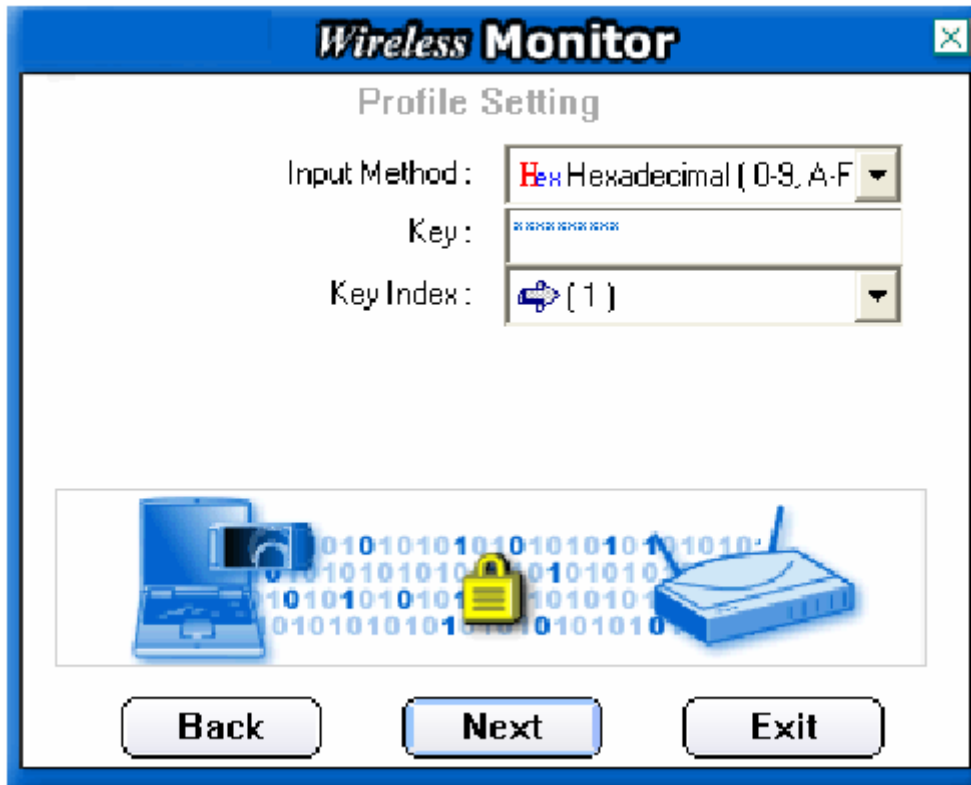 Wireless Monitor
Profile Setting
Input Method :
Hex Hexadecimal ( 0-9, A-F
Key :
**********
Key Index :
( 1 )
Back
Next
Exit